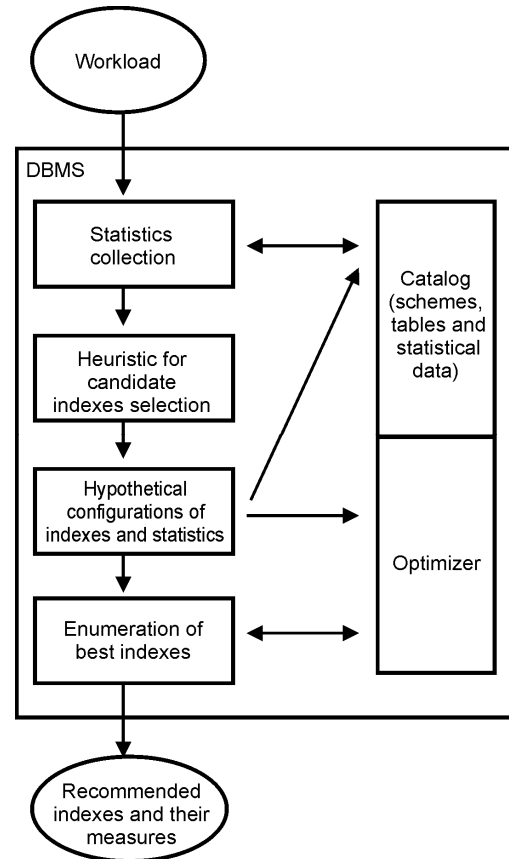 Workload
DBMS
Statistics
collection
Catalog
(schemes,
tables and
statistical
data)
Heuristic for
candidate
indexes selection
Hypothetical
configurations of
indexes and statistics
Optimizer
Enumeration of
best indexes
Recommended
indexes and their
measures